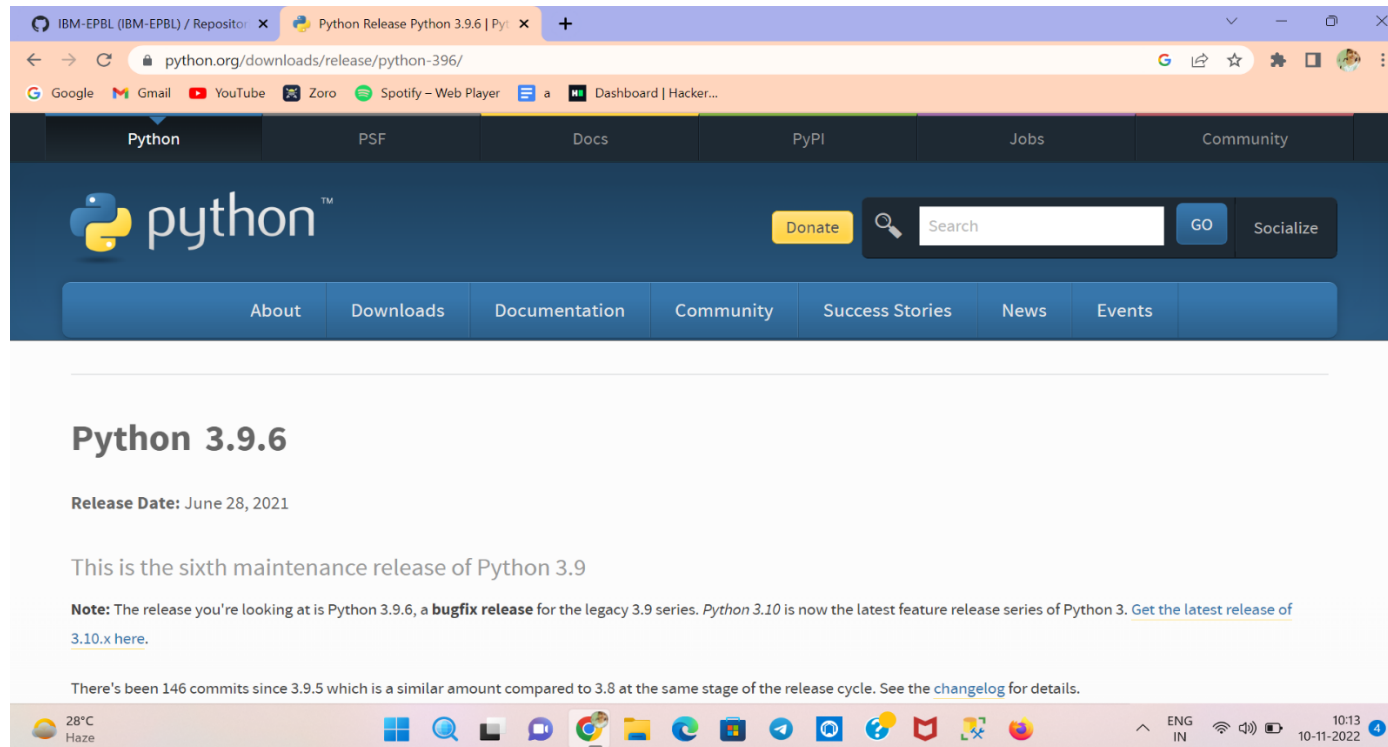 IBM-EPBL (IBM-EPBL) / Repositor
Python Release Python 3.9.6 | Pyt
python.org/downloads/release/python-396/
Google Gmail YouTube Zoro Spotify – Web Player a Dashboard | Hacker...
Python PSF Docs PyPI Jobs Community
python™
Donate Search GO Socialize
About Downloads Documentation Community Success Stories News Events
Python 3.9.6
Release Date: June 28, 2021
This is the sixth maintenance release of Python 3.9
Note: The release you're looking at is Python 3.9.6, a bugfix release for the legacy 3.9 series. Python 3.10 is now the latest feature release series of Python 3. Get the latest release of
3.10.x here.
There's been 146 commits since 3.9.5 which is a similar amount compared to 3.8 at the same stage of the release cycle. See the changelog for details.
28°C
Haze
ENG
IN
10:13
10-11-2022
4